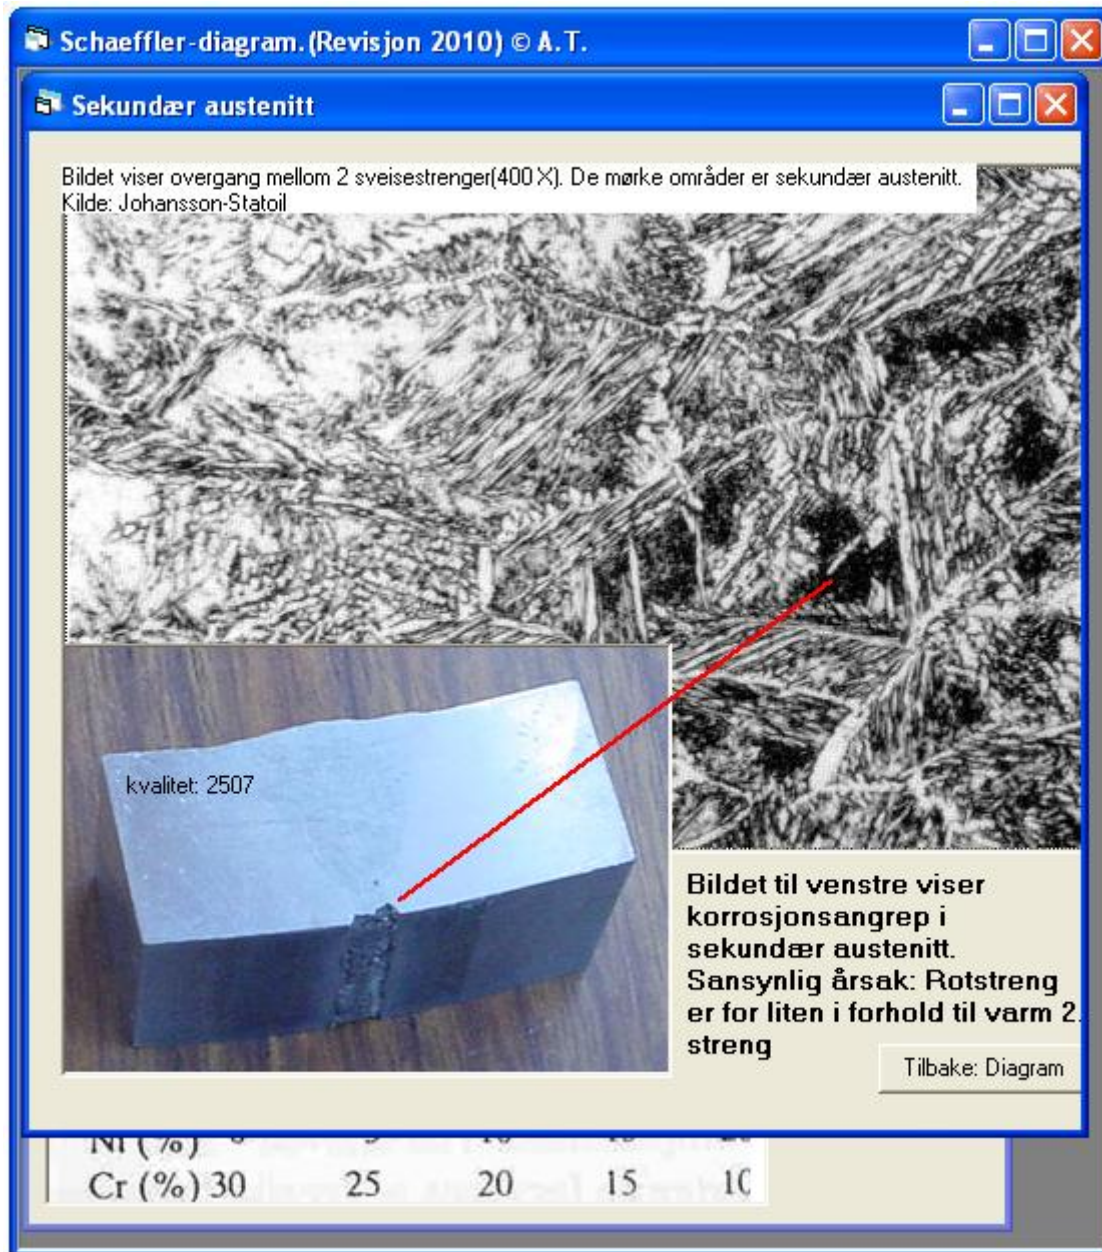 Schaeffler-diagram.(Revisjon 2010) © A.T.
Sekundær austenitt
Bildet viser overgang mellom 2 sveisestrenger(400 X). De mørke områder er sekundær austenitt.
Kilde: Johansson-Statoil
kvalitet: 2507
Bildet til venstre viser
korrosjonsangrep i
sekundær austenitt.
Sansynlig årsak: Rotstreng
er for liten i forhold til varm 2.
streng
Tilbake: Diagram
Ni (%)
Cr (%) 30 25 20 15 10